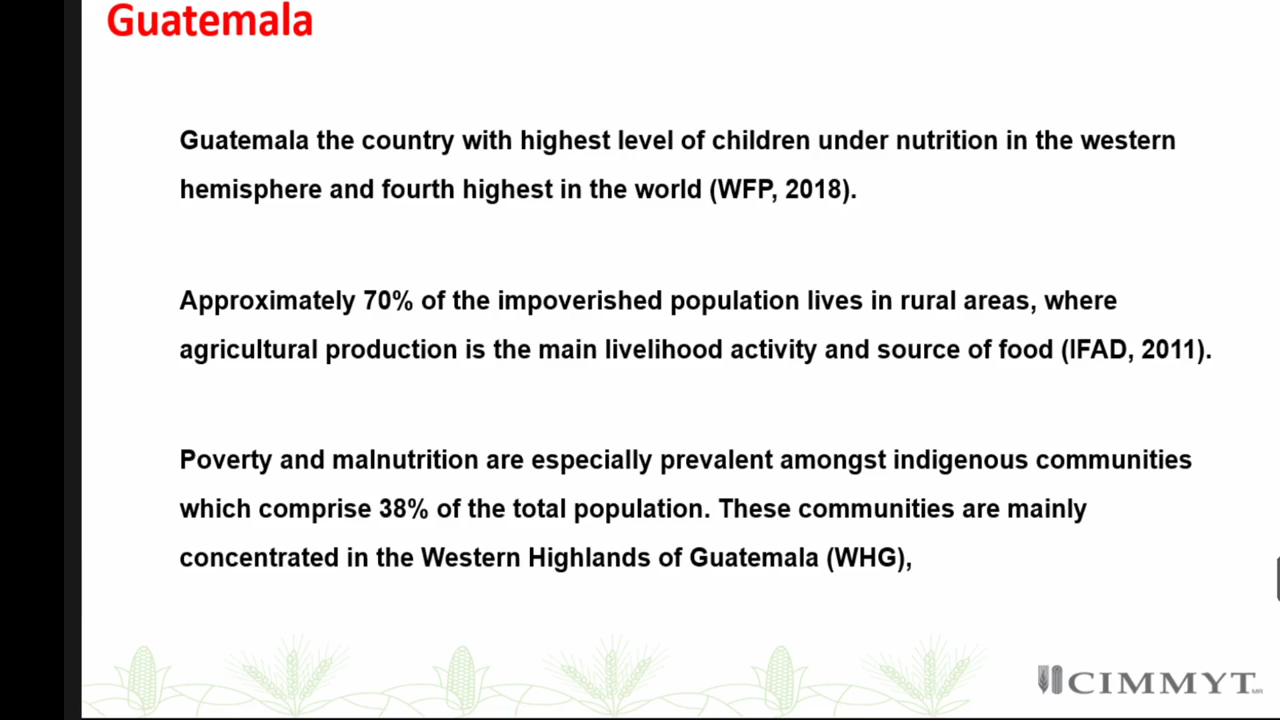 Guatemala
Guatemala the country with highest level of children under nutrition in the western
hemisphere and fourth highest in the world (WFP, 2018).
Approximately 70% of the impoverished population lives in rural areas, where
agricultural production is the main livelihood activity and source of food (IFAD, 2011).
Poverty and malnutrition are especially prevalent amongst indigenous communities
which comprise 38% of the total population. These communities are mainly
concentrated in the Western Highlands of Guatemala (WHG),
CIMMYT MR